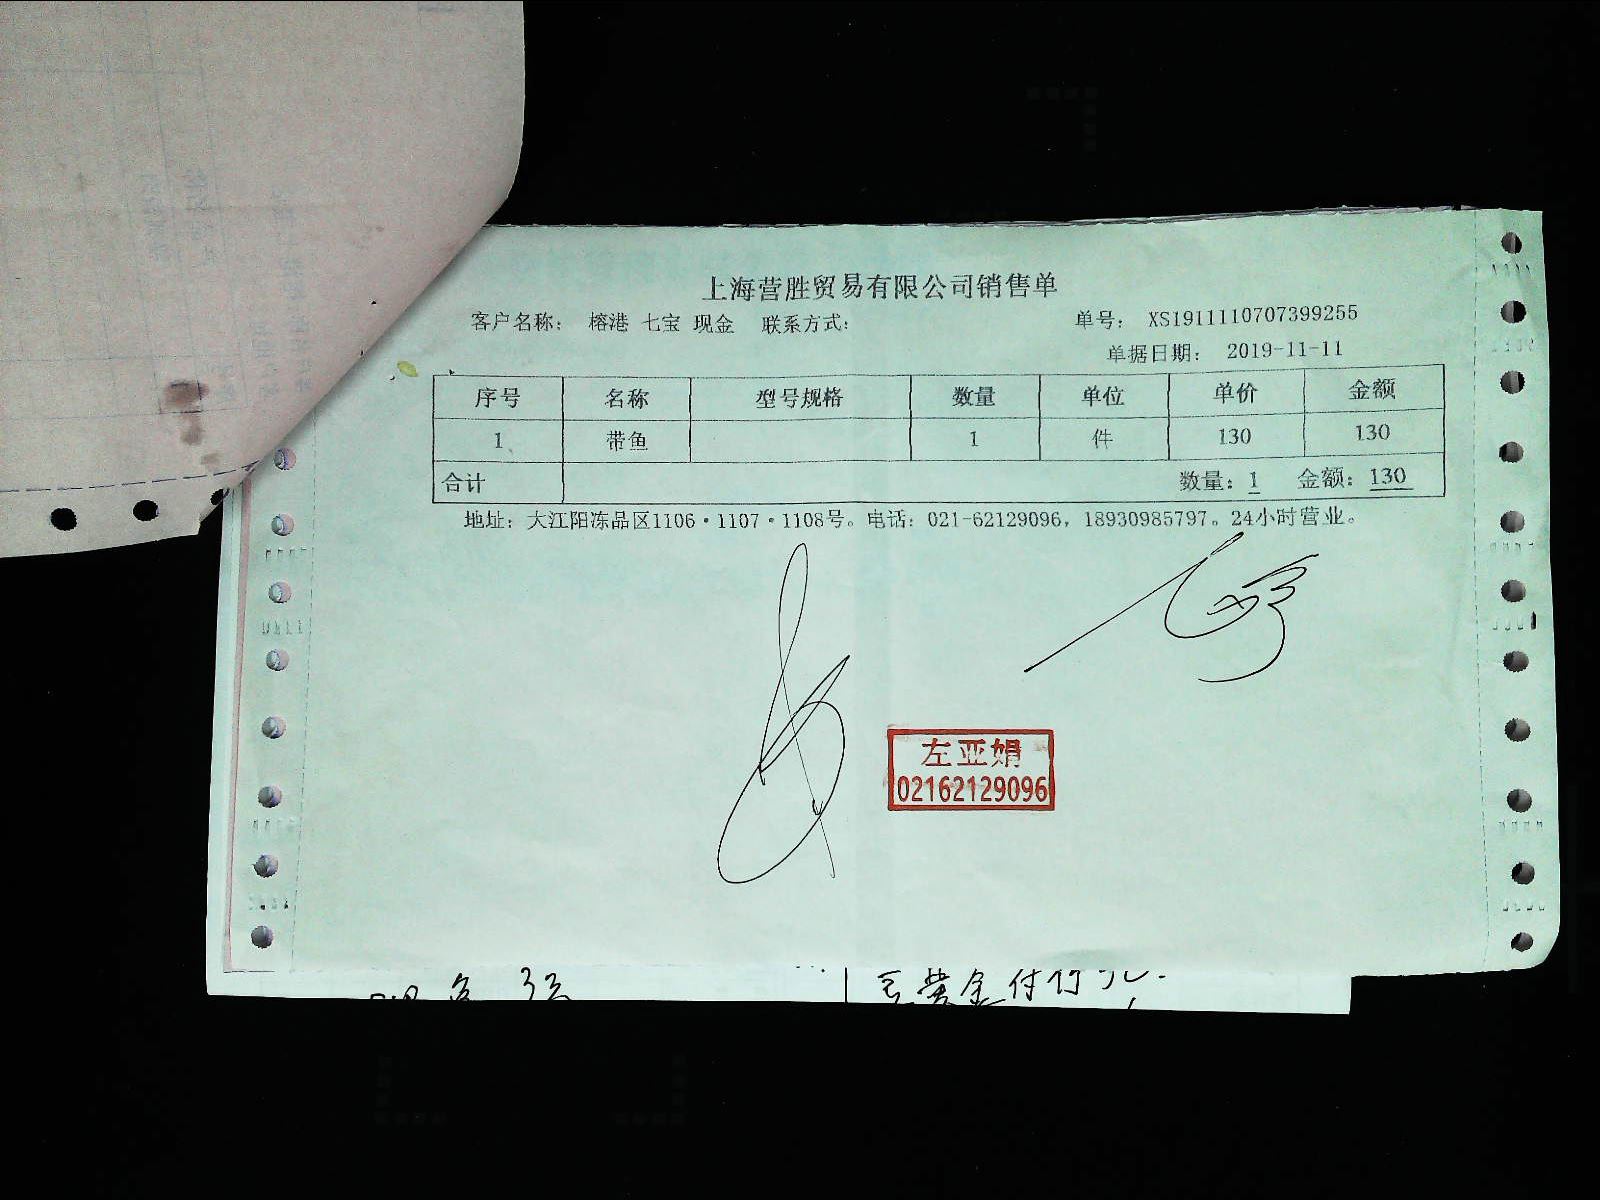 上海营胜贸易有限公司销售单
客户名称： 榕港 七宝 现金 联系方式： 单号： XS1911110707399255
单据日期： 2019-11-11
序号 名称 型号规格 数量 单位 单价 金额
1 带鱼 1 件 130 130
合计 数量：1 金额：130
地址：大江阳冻品区1106·1107·1108号。电话：021-62129096，18930985797。24小时营业。
左亚娟
02162129096